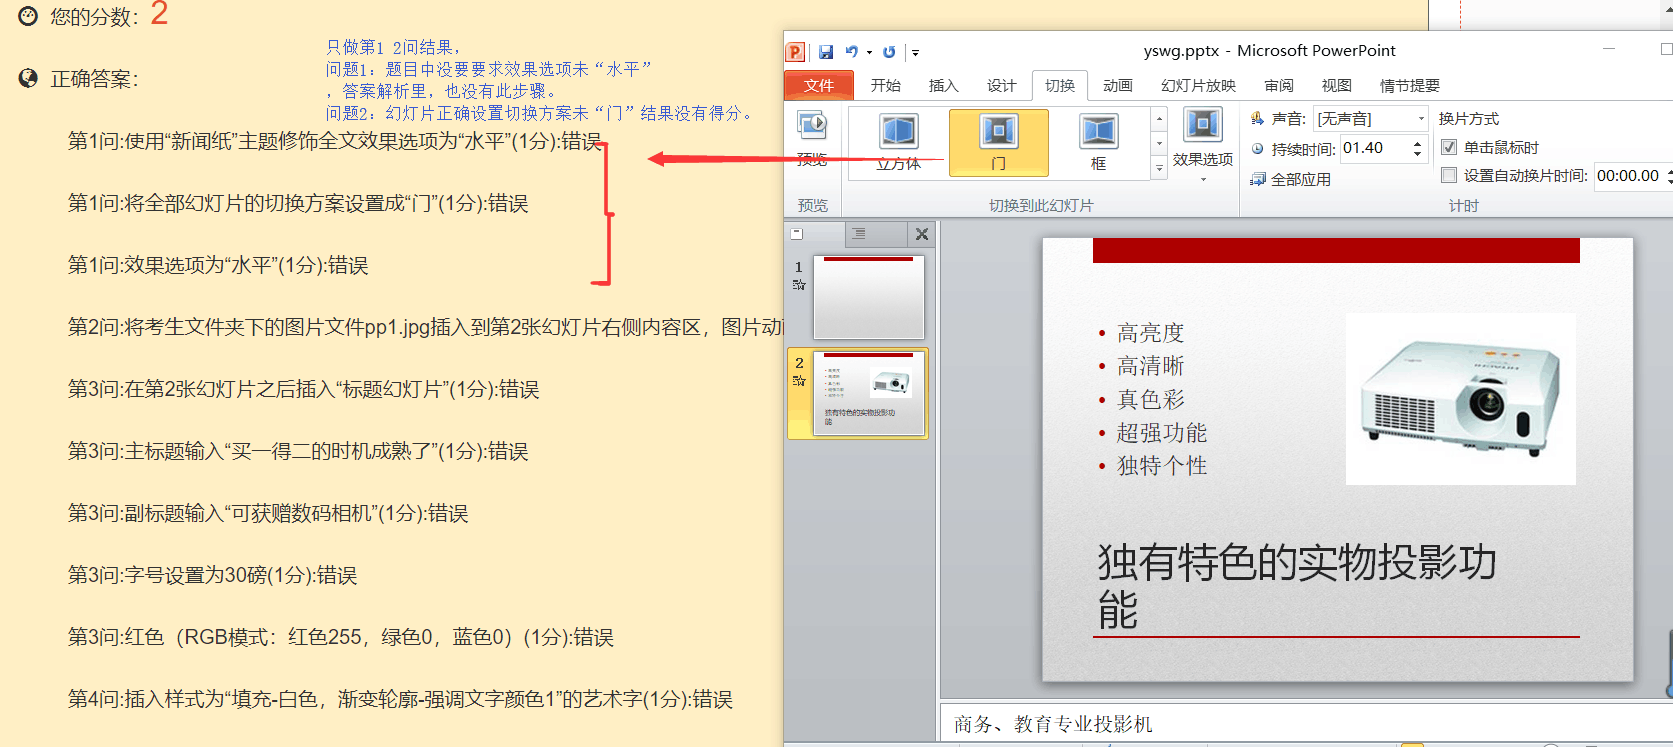 您的分数：2
只做第1 2问结果，
问题1：题目中没要要求效果选项未“水平”
，答案解析里，也没有此步骤。
问题2：幻灯片正确设置切换方案未“门”结果没有得分。
正确答案：
第1问:使用“新闻纸”主题修饰全文效果选项为“水平”(1分):错误
第1问:将全部幻灯片的切换方案设置成“门”(1分):错误
第1问:效果选项为“水平”(1分):错误
第2问:将考生文件夹下的图片文件pp1.jpg插入到第2张幻灯片右侧内容区，图片动
第3问:在第2张幻灯片之后插入“标题幻灯片”(1分):错误
第3问:主标题输入“买一得二的时机成熟了”(1分):错误
第3问:副标题输入“可获赠数码相机”(1分):错误
第3问:字号设置为30磅(1分):错误
第3问:红色（RGB模式：红色255，绿色0，蓝色0）(1分):错误
第4问:插入样式为“填充-白色，渐变轮廓-强调文字颜色1”的艺术字(1分):错误
yswg.pptx - Microsoft PowerPoint
文件 开始 插入 设计 切换 动画 幻灯片放映 审阅 视图 情节提要
预览 立方体 门 框 效果选项
声音: [无声音] 换片方式
持续时间: 01.40 单击鼠标时
全部应用 设置自动换片时间: 00:00.00
预览 切换到此幻灯片 计时
1
2
高亮度
高清晰
真色彩
超强功能
独特个性
独有特色的实物投影功
能
• 高亮度
• 高清晰
• 真色彩
• 超强功能
• 独特个性
独有特色的实物投影功
能
商务、教育专业投影机